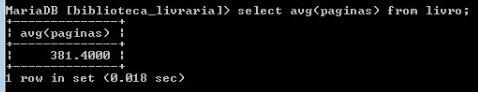 MariaDB [biblioteca_livraria]> select avg(paginas) from livro;
+--------------+
| avg(paginas) |
+--------------+
|     381.4000 |
+--------------+
1 row in set (0.018 sec)